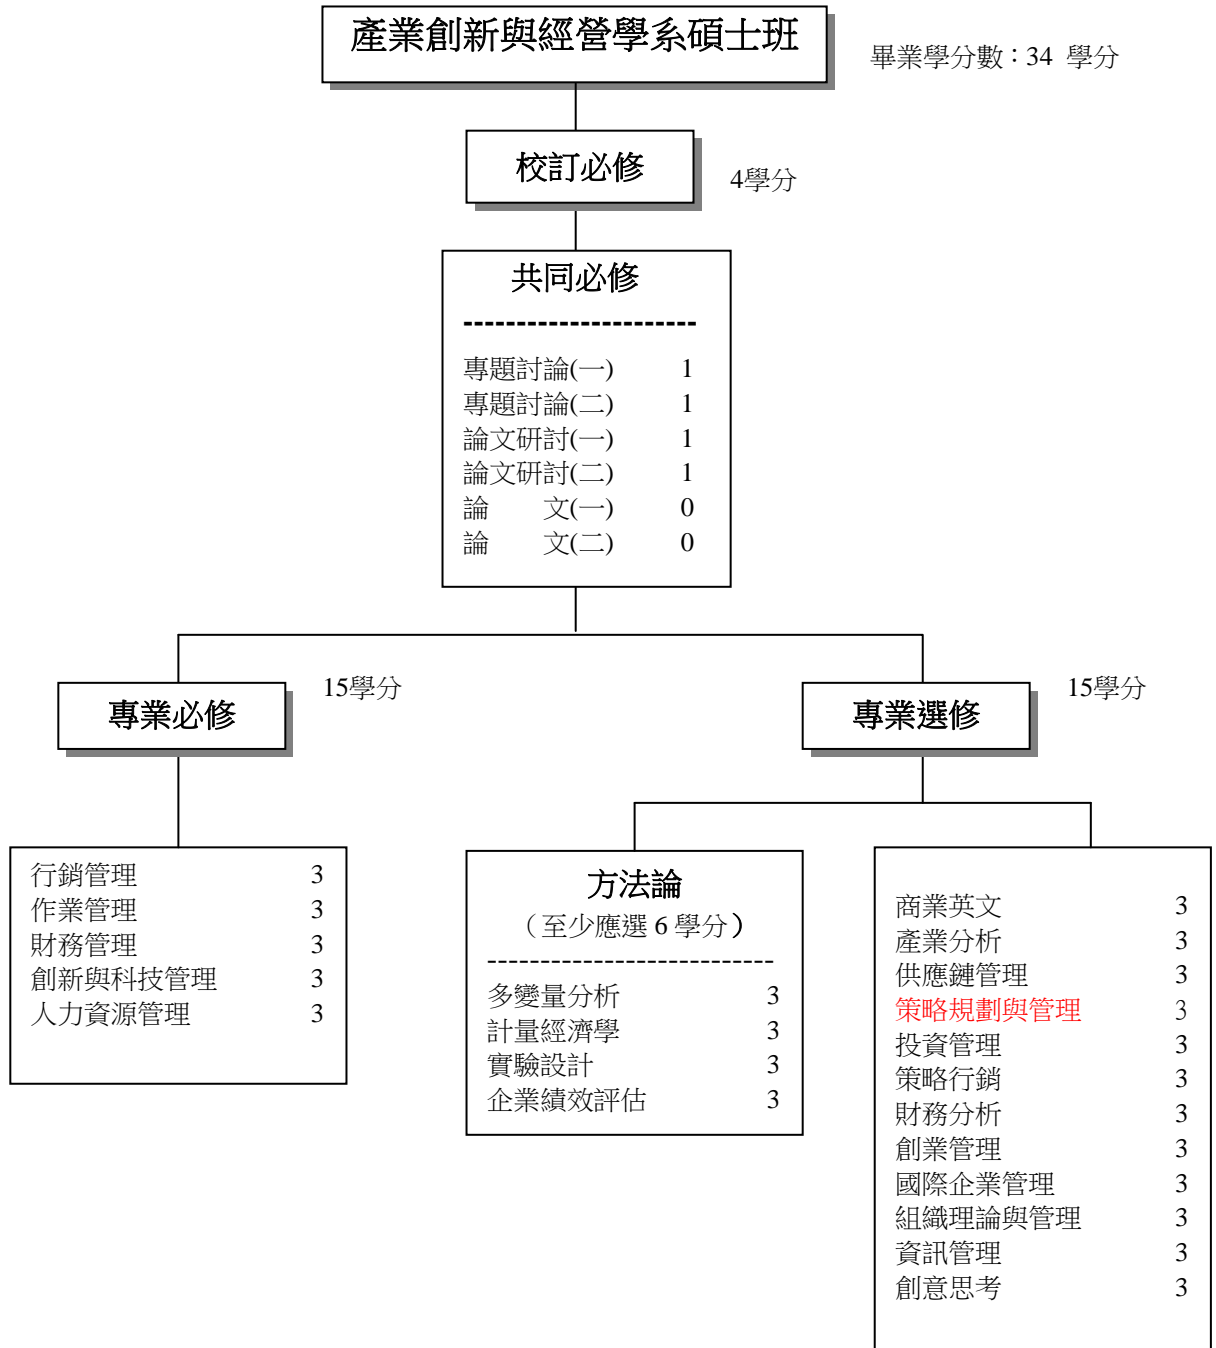 產業創新與經營學系碩士班
畢業學分數：34 學分
校訂必修
4學分
共同必修
----------------------
專題討論(一) 1
專題討論(二) 1
論文研討(一) 1
論文研討(二) 1
論 文(一) 0
論 文(二) 0
專業必修
15學分
專業選修
15學分
行銷管理 3
作業管理 3
財務管理 3
創新與科技管理 3
人力資源管理 3
方法論
（至少應選 6 學分）
--------------------------
多變量分析 3
計量經濟學 3
實驗設計 3
企業績效評估 3
商業英文 3
產業分析 3
供應鏈管理 3
策略規劃與管理 3
投資管理 3
策略行銷 3
財務分析 3
創業管理 3
國際企業管理 3
組織理論與管理 3
資訊管理 3
創意思考 3